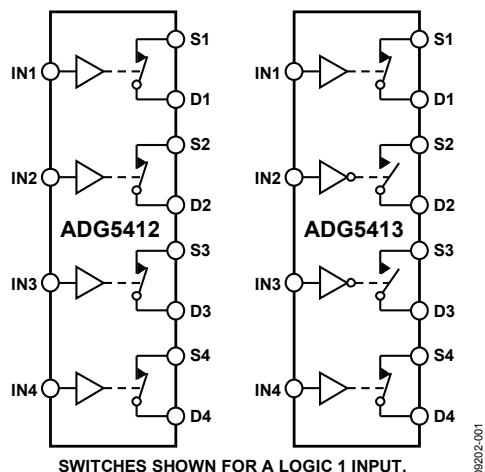 S1
IN1
D1
S2
IN2
D2
ADG5412
S3
IN3
D3
S4
IN4
D4
S1
IN1
D1
S2
IN2
D2
ADG5413
S3
IN3
D3
S4
IN4
D4
SWITCHES SHOWN FOR A LOGIC 1 INPUT.
09202-001